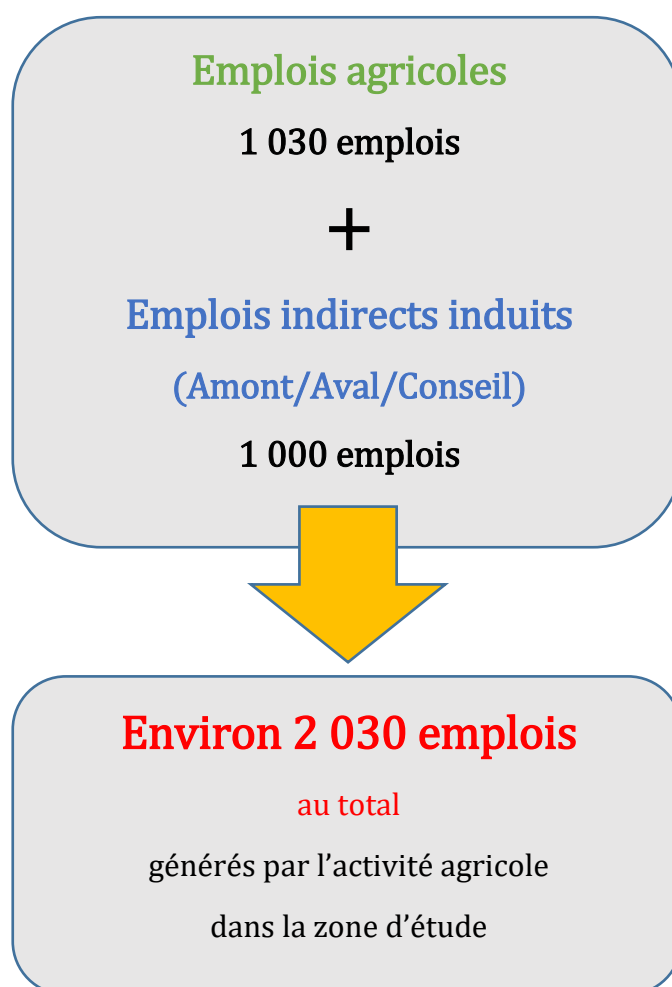 Emplois agricoles
1 030 emplois
+
Emplois indirects induits
(Amont/Aval/Conseil)
1 000 emplois
Environ 2 030 emplois
au total
générés par l’activité agricole
dans la zone d’étude